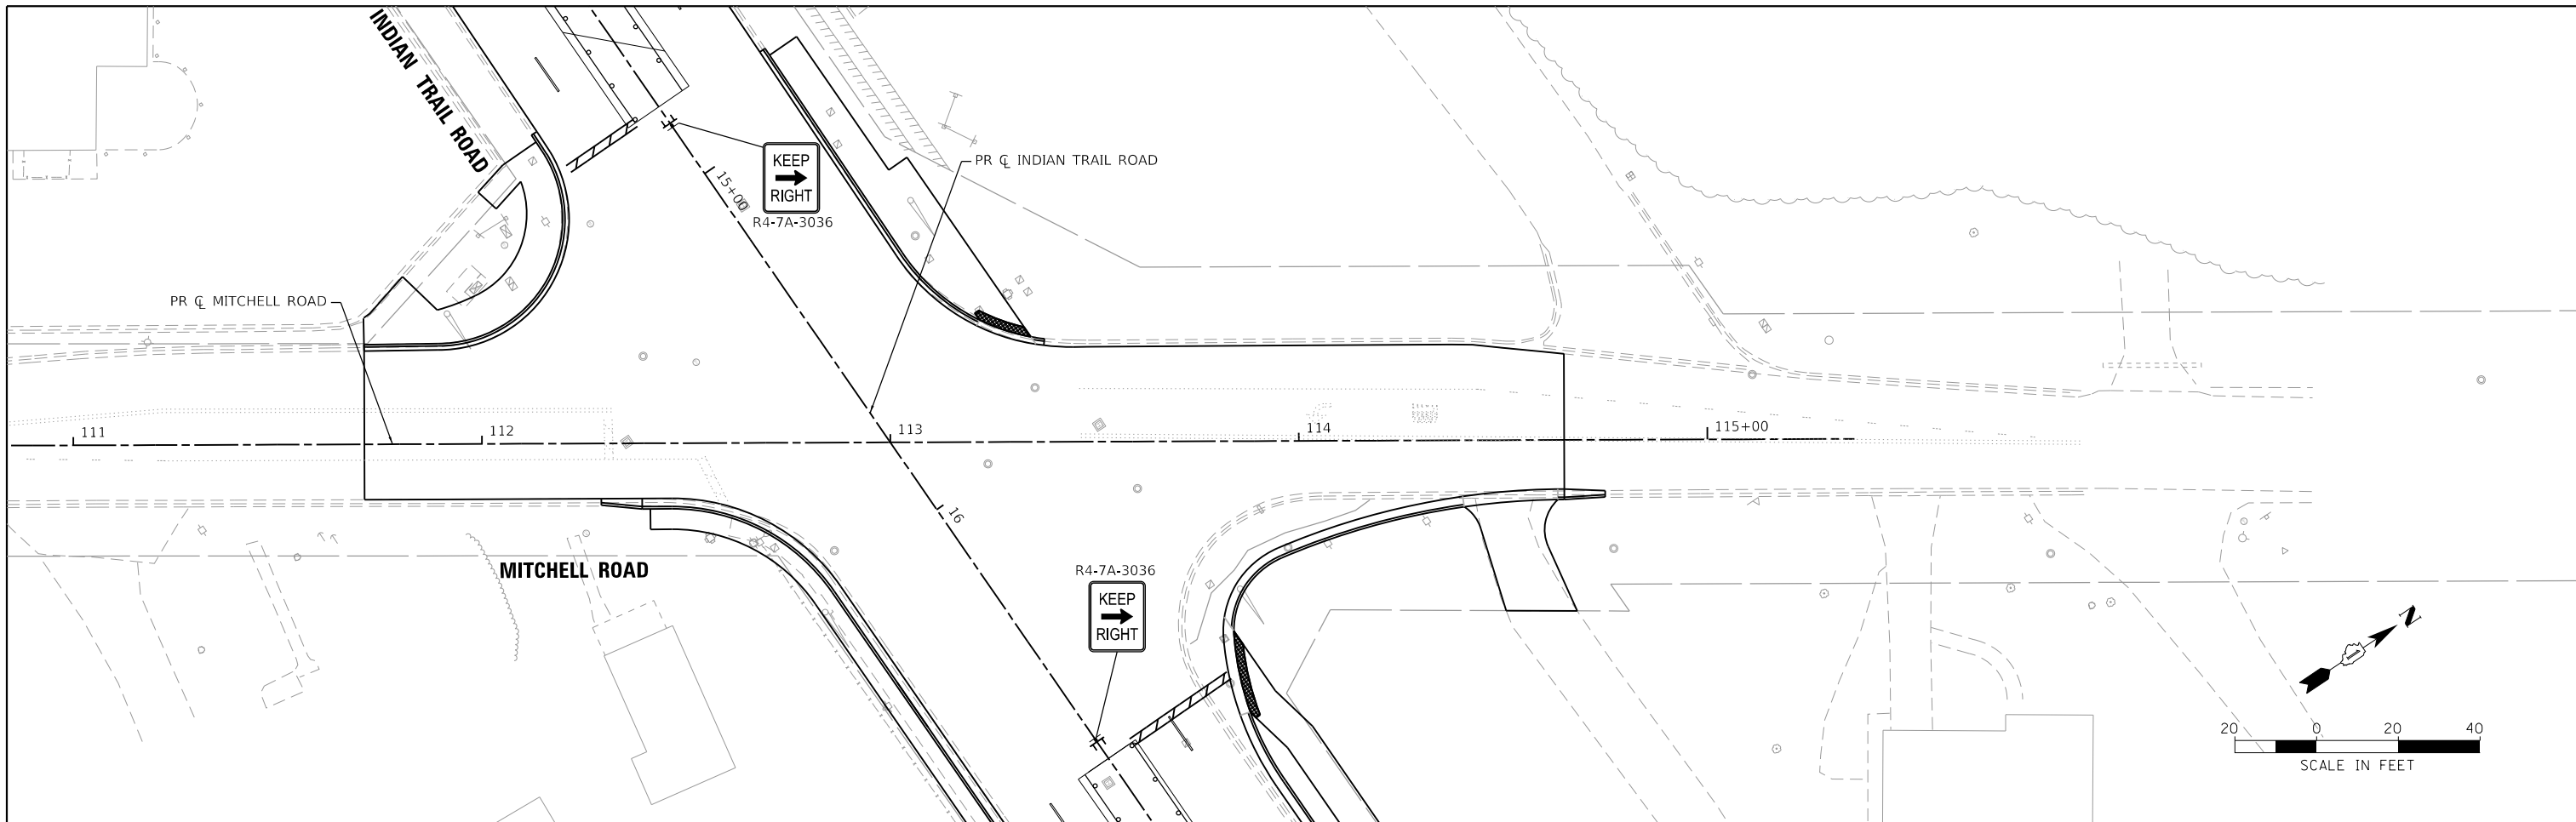 INDIAN TRAIL ROAD
KEEP
RIGHT
R4-7A-3036
15+00
PR ℄ INDIAN TRAIL ROAD
PR ℄ MITCHELL ROAD
111
112
113
114
115+00
16
MITCHELL ROAD
R4-7A-3036
KEEP
RIGHT
N
20 0 20 40
SCALE IN FEET